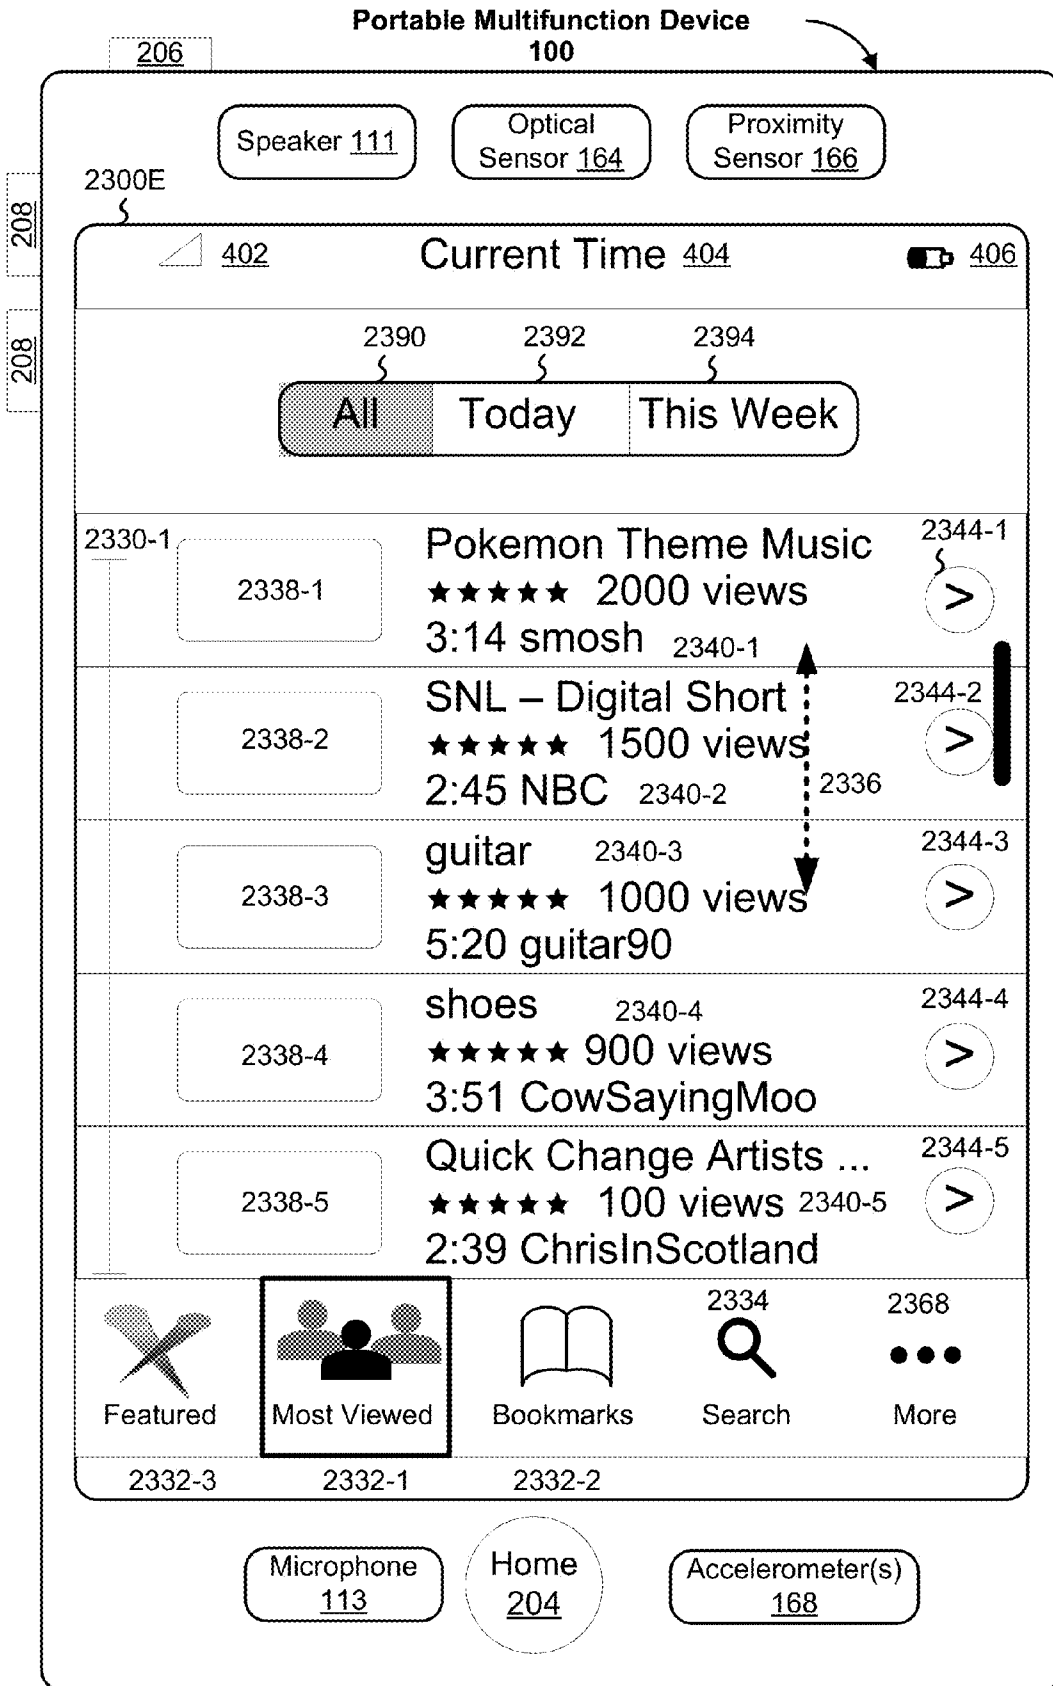 Portable Multifunction Device
100
206
Speaker 111
Optical
Sensor 164
Proximity
Sensor 166
2300E
208
208
402
Current Time 404
406
2390
2392
2394
All
Today
This Week
2330-1
2338-1
Pokemon Theme Music
★★★★★ 2000 views
3:14 smosh 2340-1
2344-1
>
2338-2
SNL – Digital Short
★★★★★ 1500 views
2:45 NBC 2340-2
2344-2
>
2336
2338-3
guitar 2340-3
★★★★★ 1000 views
5:20 guitar90
2344-3
>
2338-4
shoes 2340-4
★★★★★ 900 views
3:51 CowSayingMoo
2344-4
>
2338-5
Quick Change Artists ...
★★★★★ 100 views 2340-5
2:39 ChrisInScotland
2344-5
>
2334
2368
Featured
Most Viewed
Bookmarks
Search
More
2332-3
2332-1
2332-2
Microphone
113
Home
204
Accelerometer(s)
168